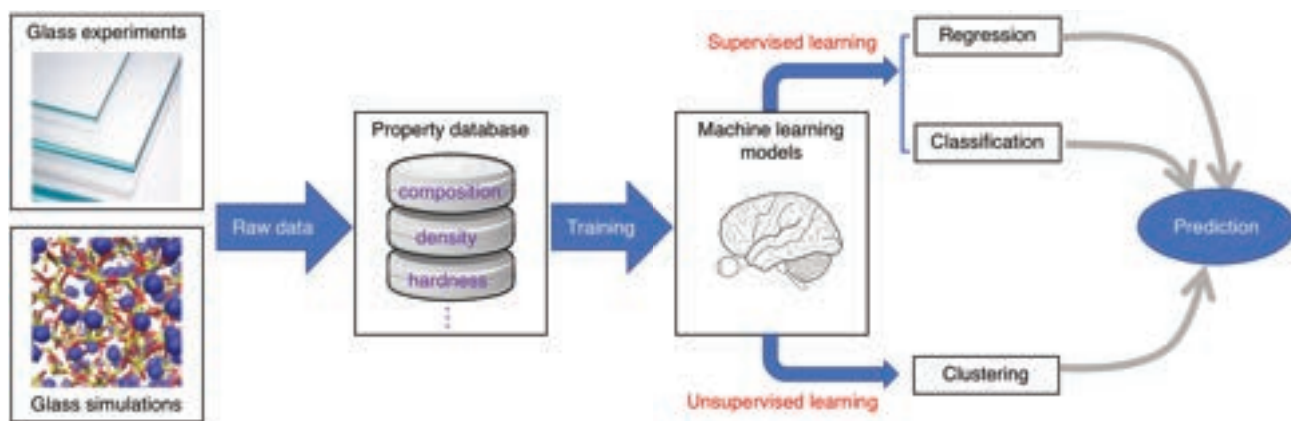 Glass experiments
Glass simulations
Raw data
Property database
composition
density
hardness
Training
Machine learning
models
Supervised learning
Unsupervised learning
Regression
Classification
Clustering
Prediction